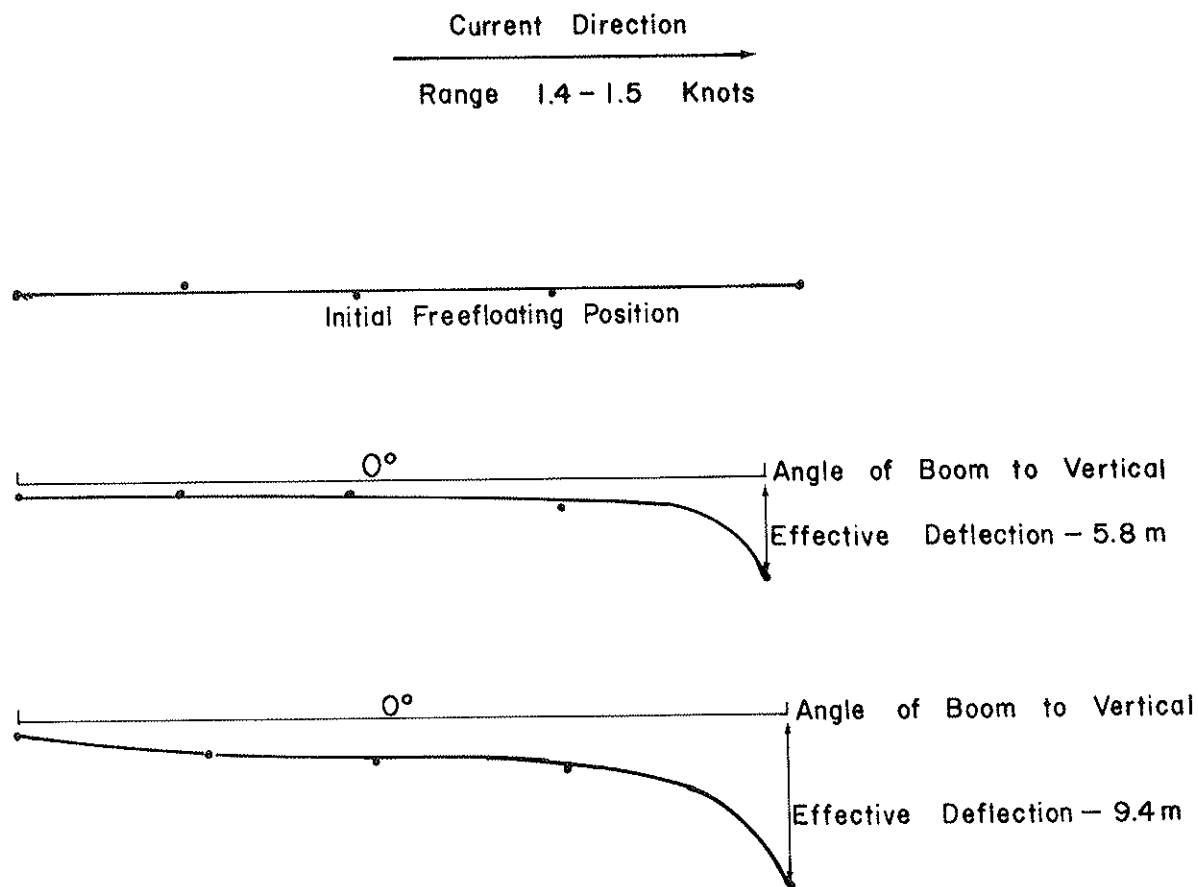 Current Direction
Range 1.4 - 1.5 Knots
Initial Freefloating Position
0°
Angle of Boom to Vertical
Effective Deflection - 5.8 m
0°
Angle of Boom to Vertical
Effective Deflection - 9.4 m